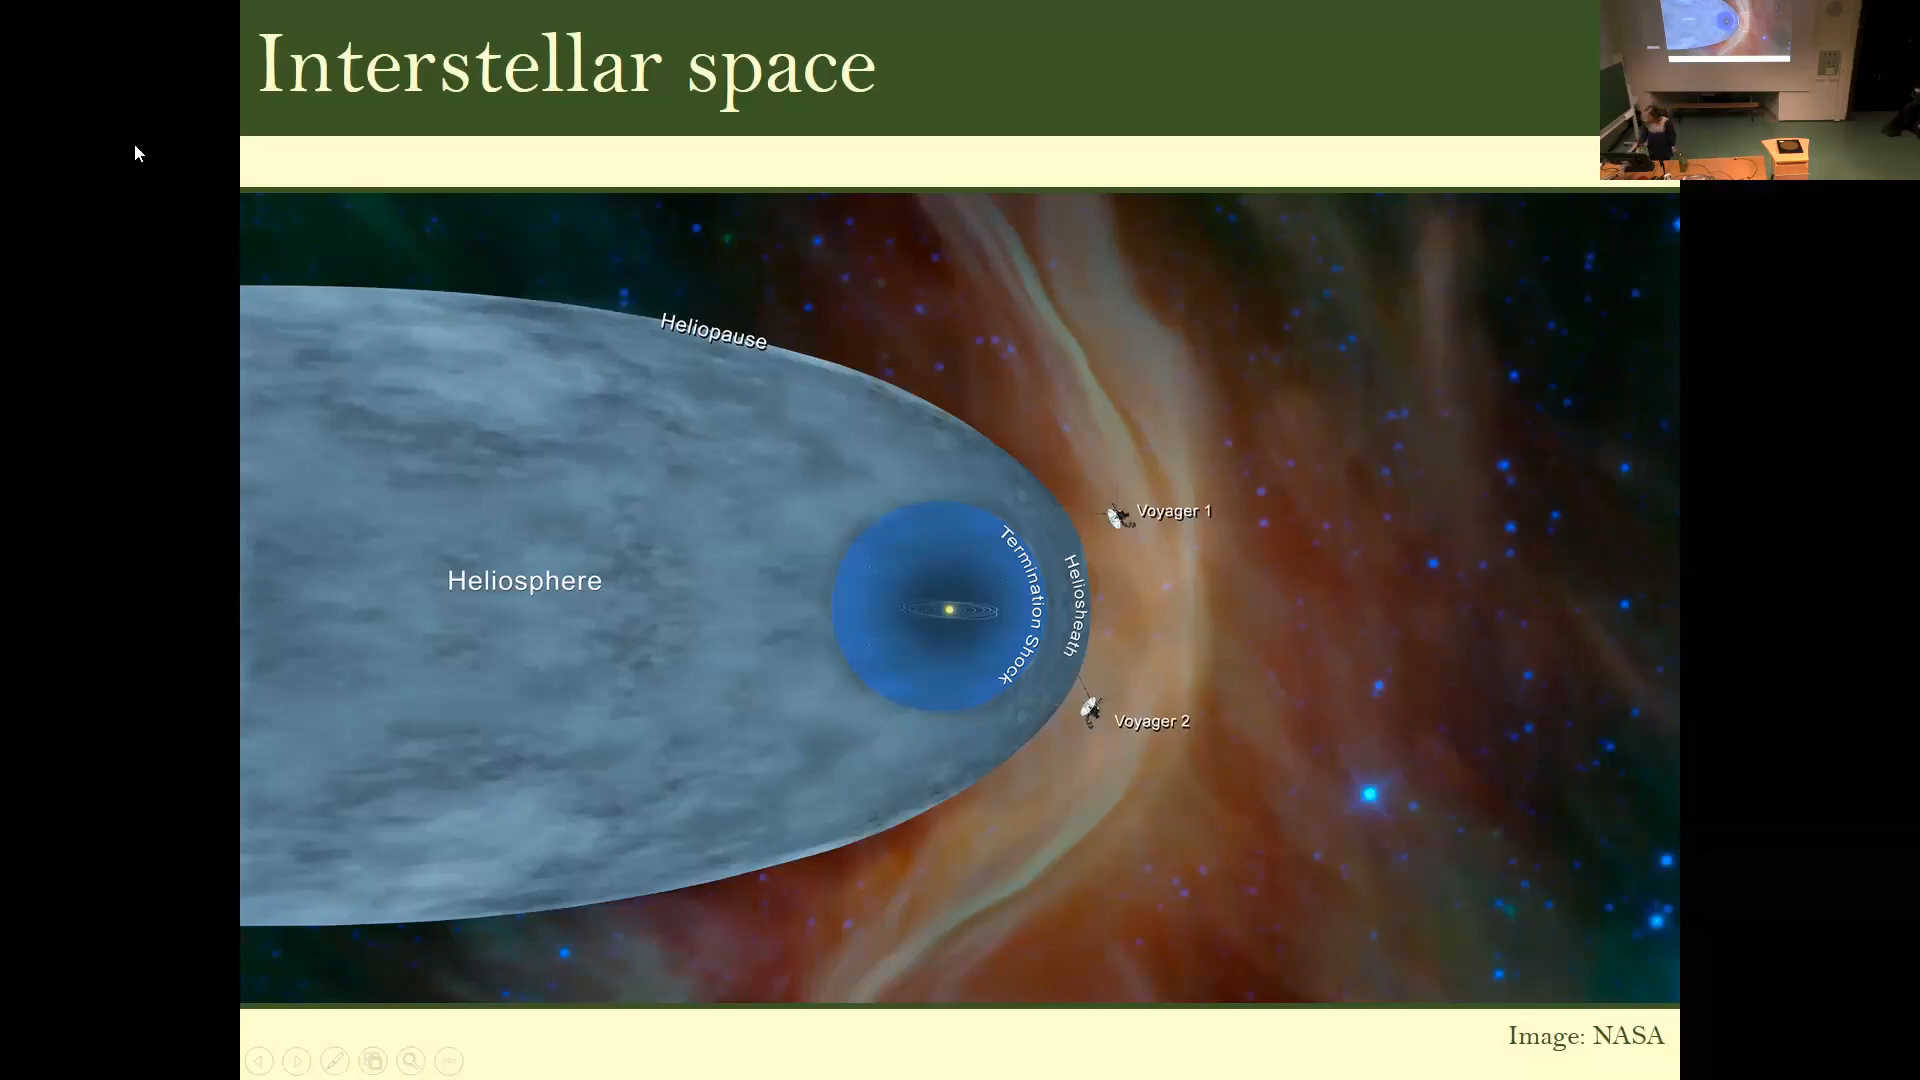 Interstellar space
Heliopause
Voyager 1
Termination Shock
Heliosheath
Heliosphere
Voyager 2
Image: NASA